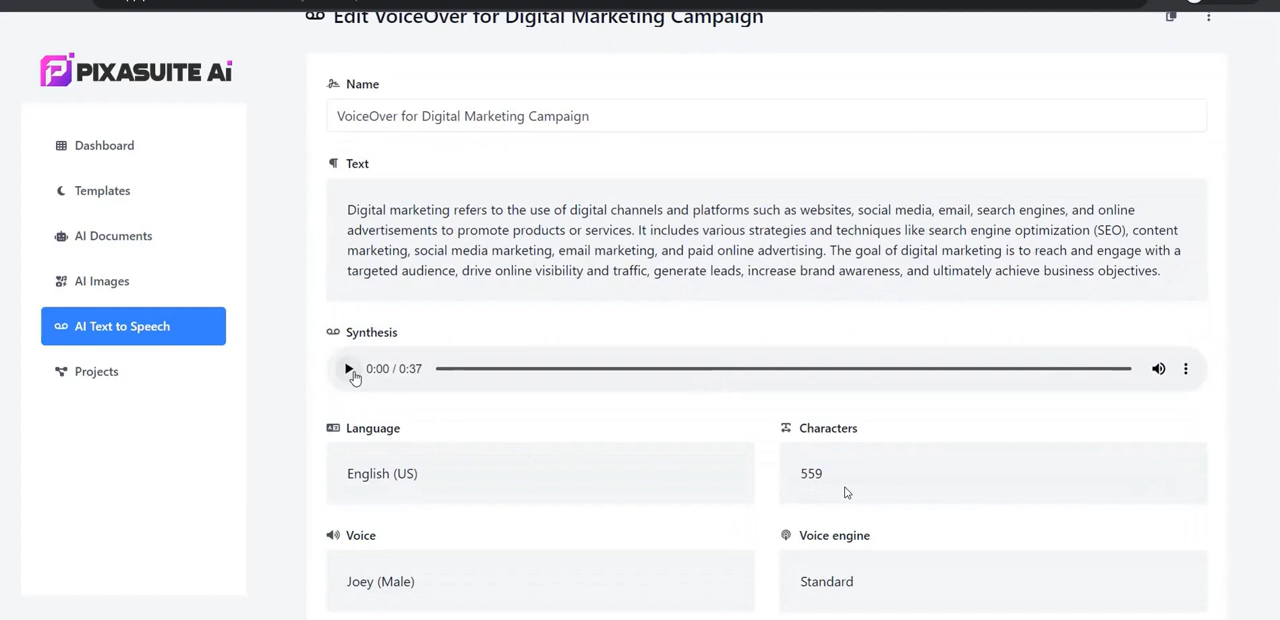 Edit VoiceOver for Digital Marketing Campaign
PIXASUITE Ai
Dashboard
Templates
AI Documents
AI Images
AI Text to Speech
Projects
Name
VoiceOver for Digital Marketing Campaign
Text
Digital marketing refers to the use of digital channels and platforms such as websites, social media, email, search engines, and online
advertisements to promote products or services. It includes various strategies and techniques like search engine optimization (SEO), content
marketing, social media marketing, email marketing, and paid online advertising. The goal of digital marketing is to reach and engage with a
targeted audience, drive online visibility and traffic, generate leads, increase brand awareness, and ultimately achieve business objectives.
Synthesis
0:00 / 0:37
Language
English (US)
Characters
559
Voice
Joey (Male)
Voice engine
Standard